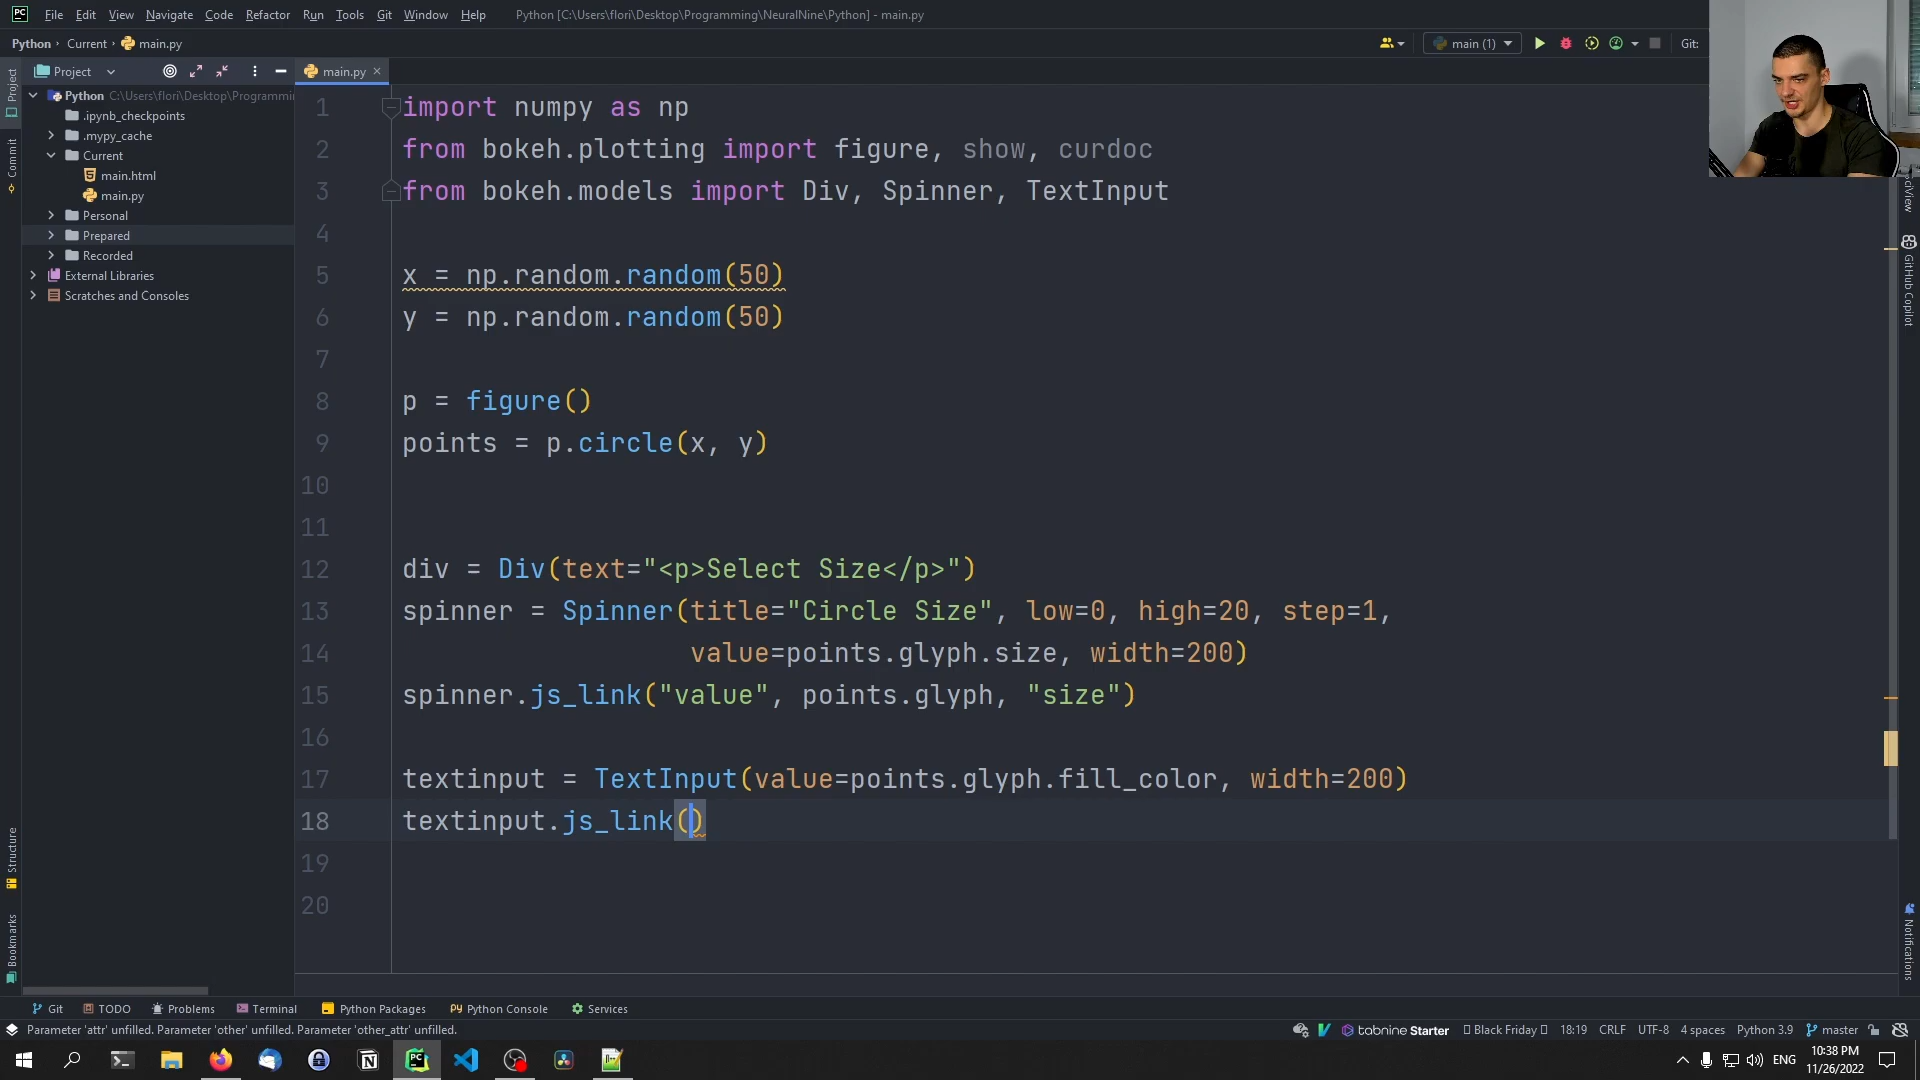 PC File Edit View Navigate Code Refactor Run Tools Git Window Help Python [C:\Users\flori\Desktop\Programming\NeuralNine\Python] - main.py
Python Current main.py main (1) Git:
Project main.py
Project
Commit
Structure
Bookmarks
Python C:\Users\flori\Desktop\Programmi
.ipynb_checkpoints
.mypy_cache
Current
main.html
main.py
Personal
Prepared
Recorded
External Libraries
Scratches and Consoles
1 import numpy as np
2 from bokeh.plotting import figure, show, curdoc
3 from bokeh.models import Div, Spinner, TextInput
4
5 x = np.random.random(50)
6 y = np.random.random(50)
7
8 p = figure()
9 points = p.circle(x, y)
10
11
12 div = Div(text="<p>Select Size</p>")
13 spinner = Spinner(title="Circle Size", low=0, high=20, step=1,
14 value=points.glyph.size, width=200)
15 spinner.js_link("value", points.glyph, "size")
16
17 textinput = TextInput(value=points.glyph.fill_color, width=200)
18 textinput.js_link()
19
20
ciView
GitHub Copilot
Notifications
Git TODO Problems Terminal Python Packages Python Console Services
Parameter 'attr' unfilled. Parameter 'other' unfilled. Parameter 'other_attr' unfilled. tabnine Starter Black Friday 18:19 CRLF UTF-8 4 spaces Python 3.9 master
ENG 10:38 PM
11/26/2022